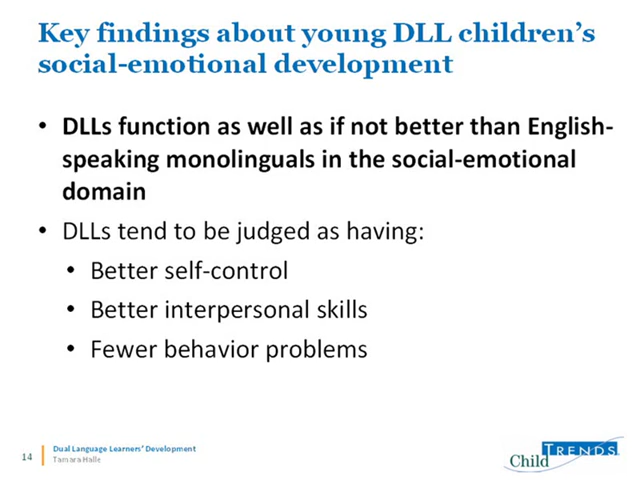 Key findings about young DLL children's
social-emotional development
• DLLs function as well as if not better than English-
speaking monolinguals in the social-emotional
domain
• DLLs tend to be judged as having:
• Better self-control
• Better interpersonal skills
• Fewer behavior problems
14
Dual Language Learners' Development
Tamara Halle
Child TRENDS